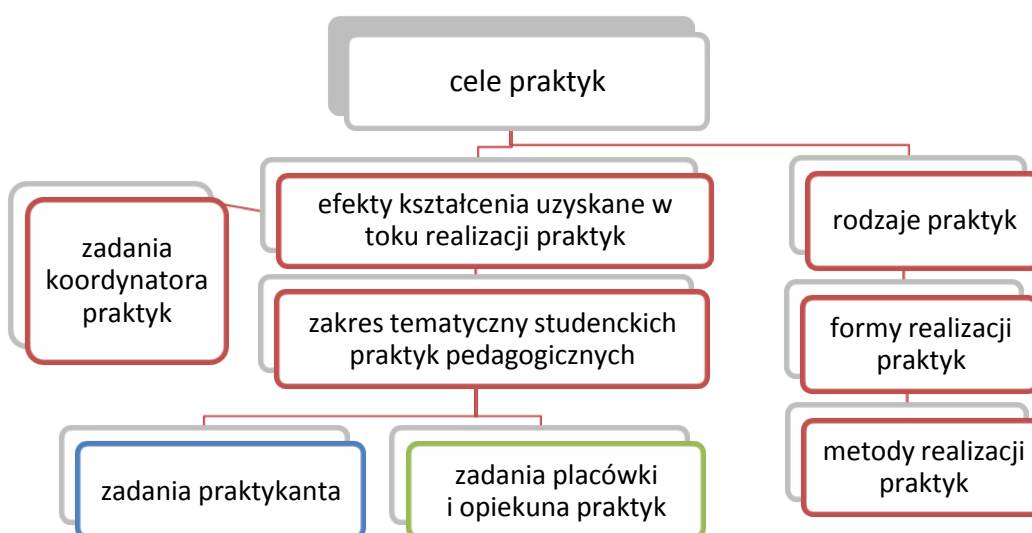 cele praktyk
efekty kształcenia uzyskane w
toku realizacji praktyk
rodzaje praktyk
zadania
koordynatora
praktyk
zakres tematyczny studenckich
praktyk pedagogicznych
formy realizacji
praktyk
zadania praktykanta
zadania placówki
i opiekuna praktyk
metody realizacji
praktyk